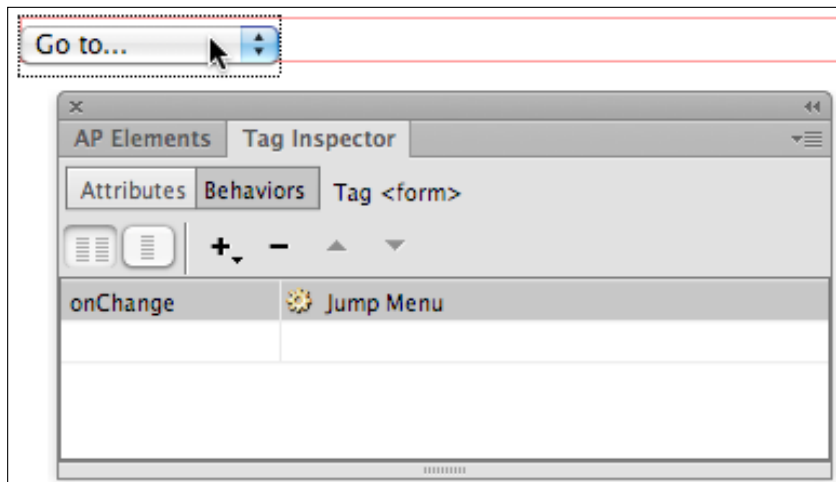 Go to...
AP Elements Tag Inspector
Attributes Behaviors Tag <form>
onChange Jump Menu